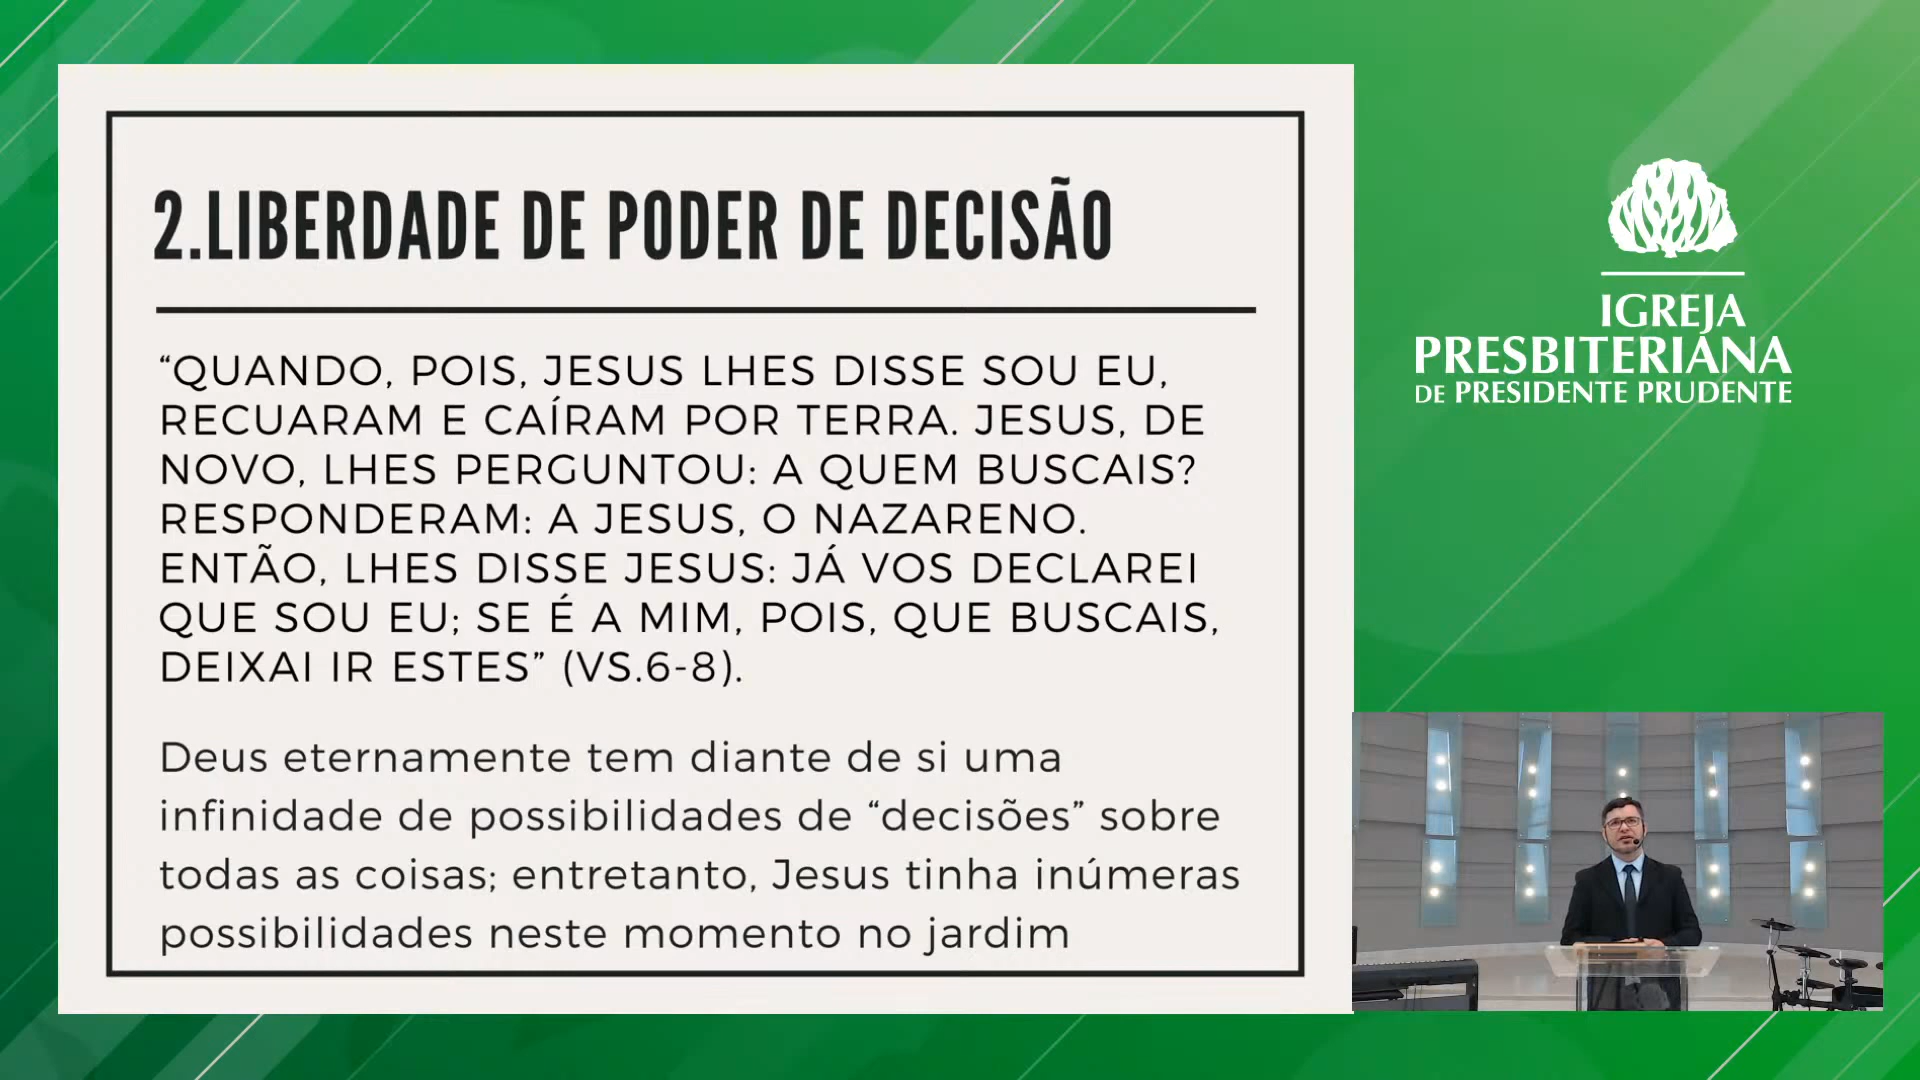 2.LIBERDADE DE PODER DE DECISÃO
“QUANDO, POIS, JESUS LHES DISSE SOU EU,
RECUARAM E CAÍRAM POR TERRA. JESUS, DE
NOVO, LHES PERGUNTOU: A QUEM BUSCAIS?
RESPONDERAM: A JESUS, O NAZARENO.
ENTÃO, LHES DISSE JESUS: JÁ VOS DECLAREI
QUE SOU EU; SE É A MIM, POIS, QUE BUSCAIS,
DEIXAI IR ESTES” (VS.6-8).
Deus eternamente tem diante de si uma
infinidade de possibilidades de “decisões” sobre
todas as coisas; entretanto, Jesus tinha inúmeras
possibilidades neste momento no jardim
IGREJA
PRESBITERIANA
DE PRESIDENTE PRUDENTE